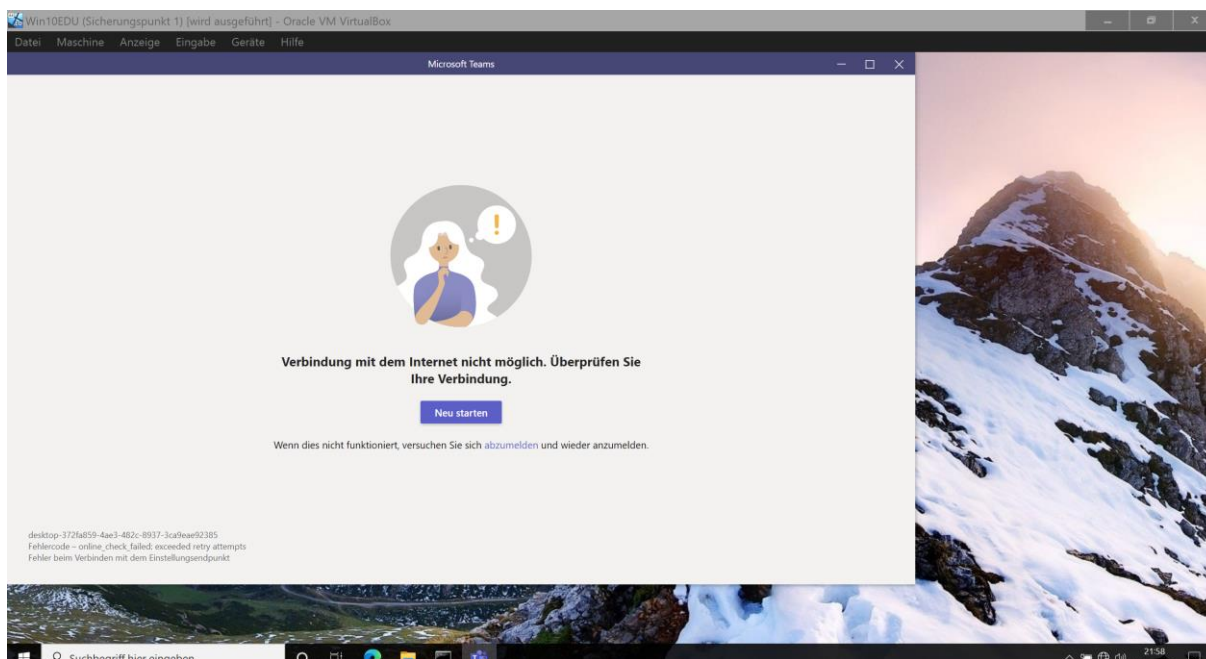 Win10EDU (Sicherungspunkt 1) [wird ausgeführt] - Oracle VM VirtualBox
Datei Maschine Anzeige Eingabe Geräte Hilfe
Microsoft Teams
Verbindung mit dem Internet nicht möglich. Überprüfen Sie
Ihre Verbindung.
Neu starten
Wenn dies nicht funktioniert, versuchen Sie sich abzumelden und wieder anzumelden.
desktop-372fa859-4ae3-482c-8937-3ca9eae92385
Fehlercode – online_check_failed: exceeded retry attempts
Fehler beim Verbinden mit dem Einstellungsendpunkt
Suchbegriff hier eingeben
21:58